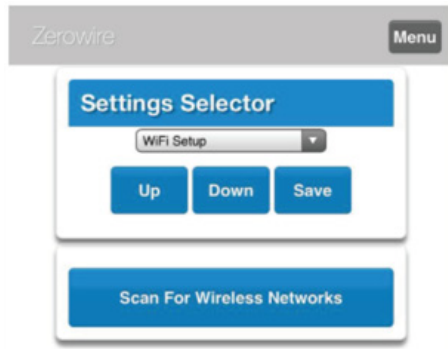 Zerowire
Menu
Settings Selector
WiFi Setup
Up
Down
Save
Scan For Wireless Networks